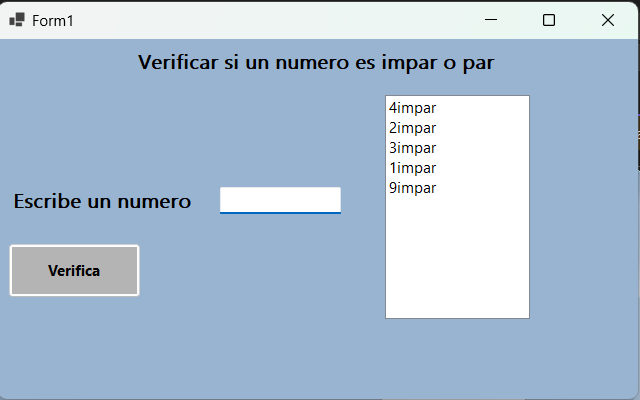 Form1
Verificar si un numero es impar o par
4impar
2impar
3impar
1impar
9impar
Escribe un numero
Verifica